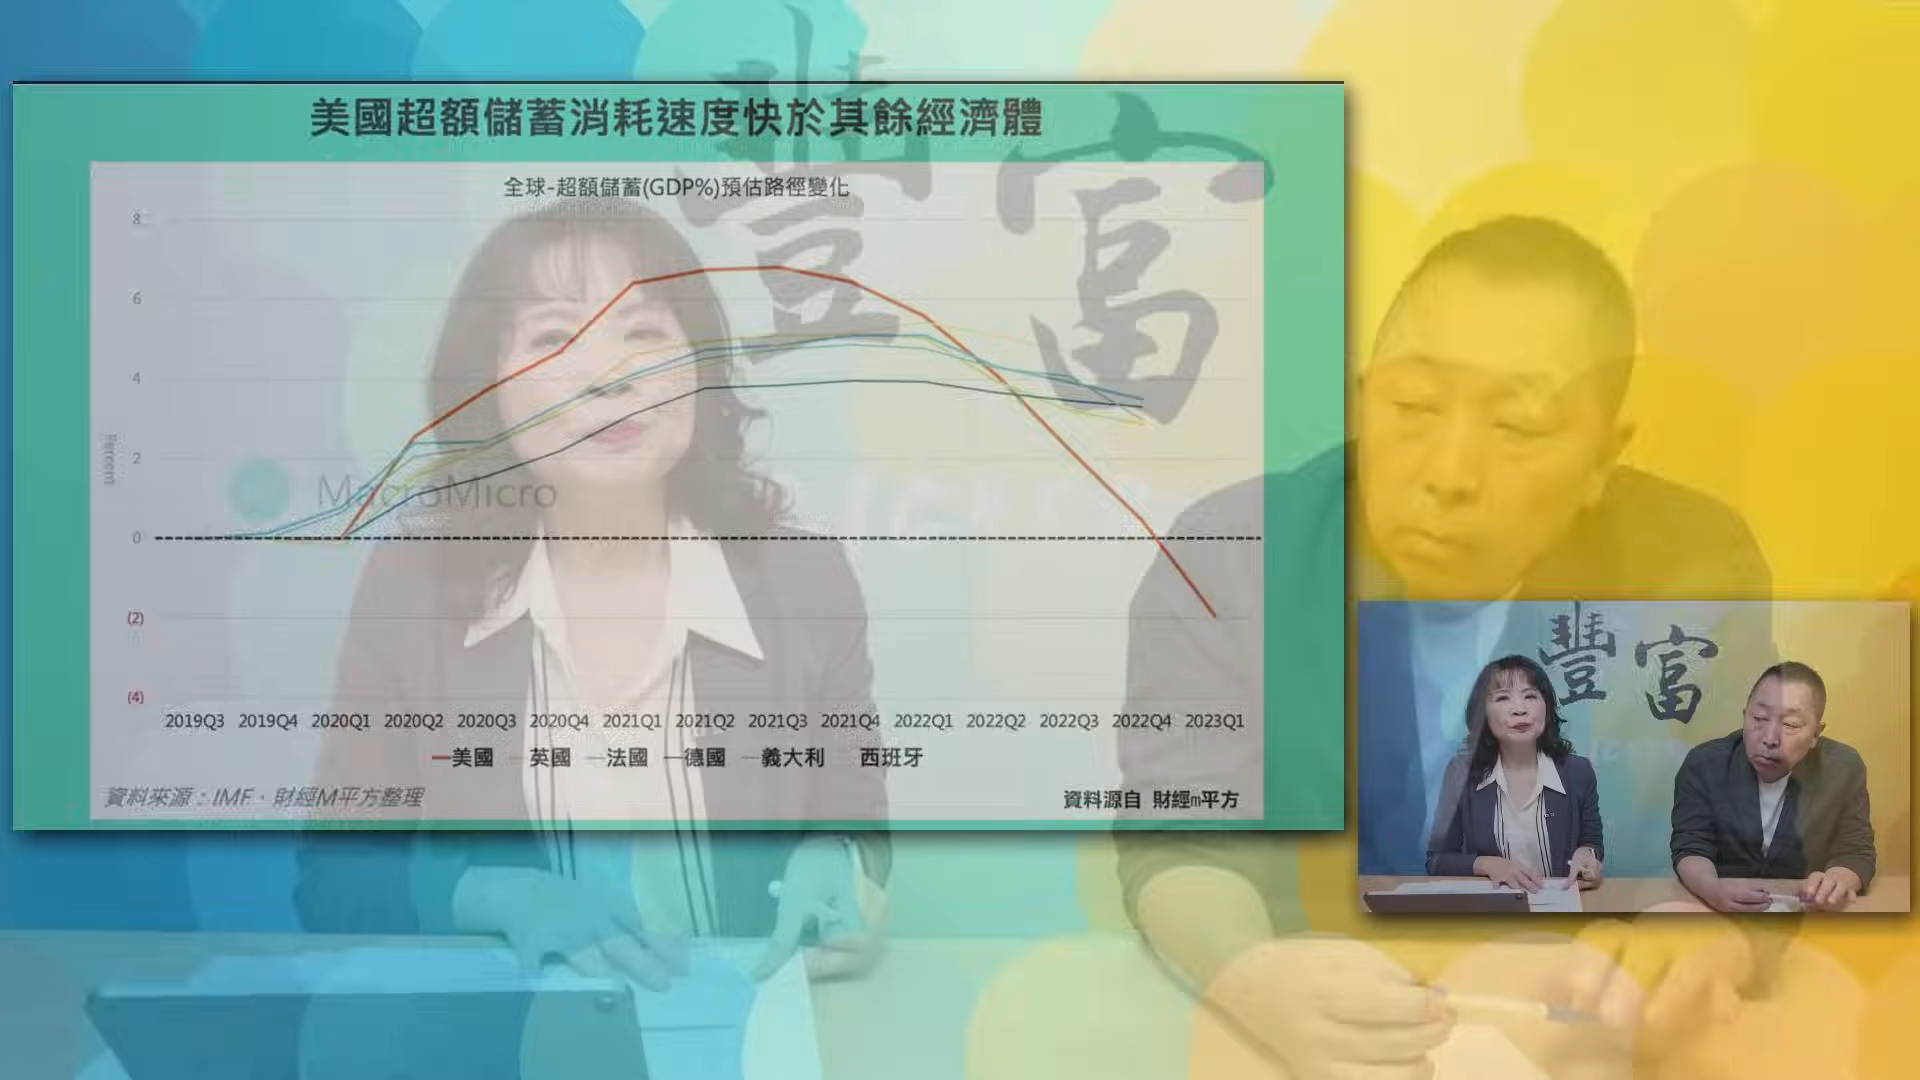 美國超額儲蓄消耗速度快於其餘經濟體
豐富
全球-超額儲蓄(GDP%)預估路徑變化
8
6
4
2
0
(2)
(4)
Percent
MacroMicro
2019Q3 2019Q4 2020Q1 2020Q2 2020Q3 2020Q4 2021Q1 2021Q2 2021Q3 2021Q4 2022Q1 2022Q2 2022Q3 2022Q4 2023Q1
美國 英國 法國 德國 義大利 西班牙
資料來源：IMF、財經M平方整理
資料源自 財經m平方
豐富